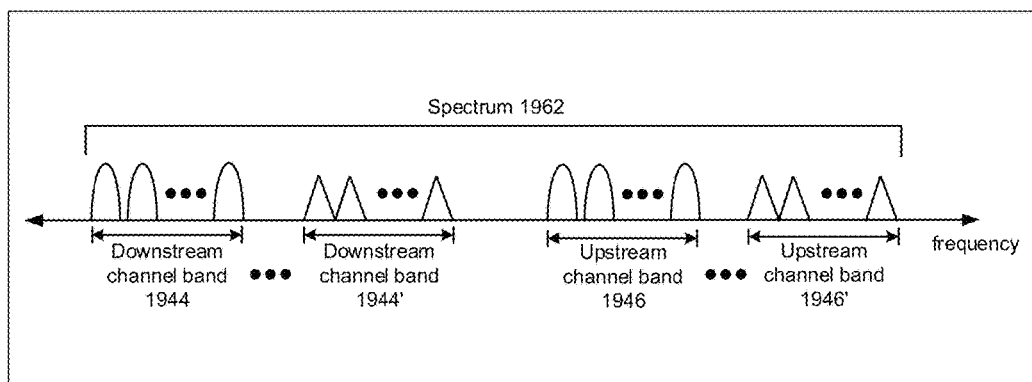 Spectrum 1962
frequency
Downstream
channel band
1944
Downstream
channel band
1944'
Upstream
channel band
1946
Upstream
channel band
1946'